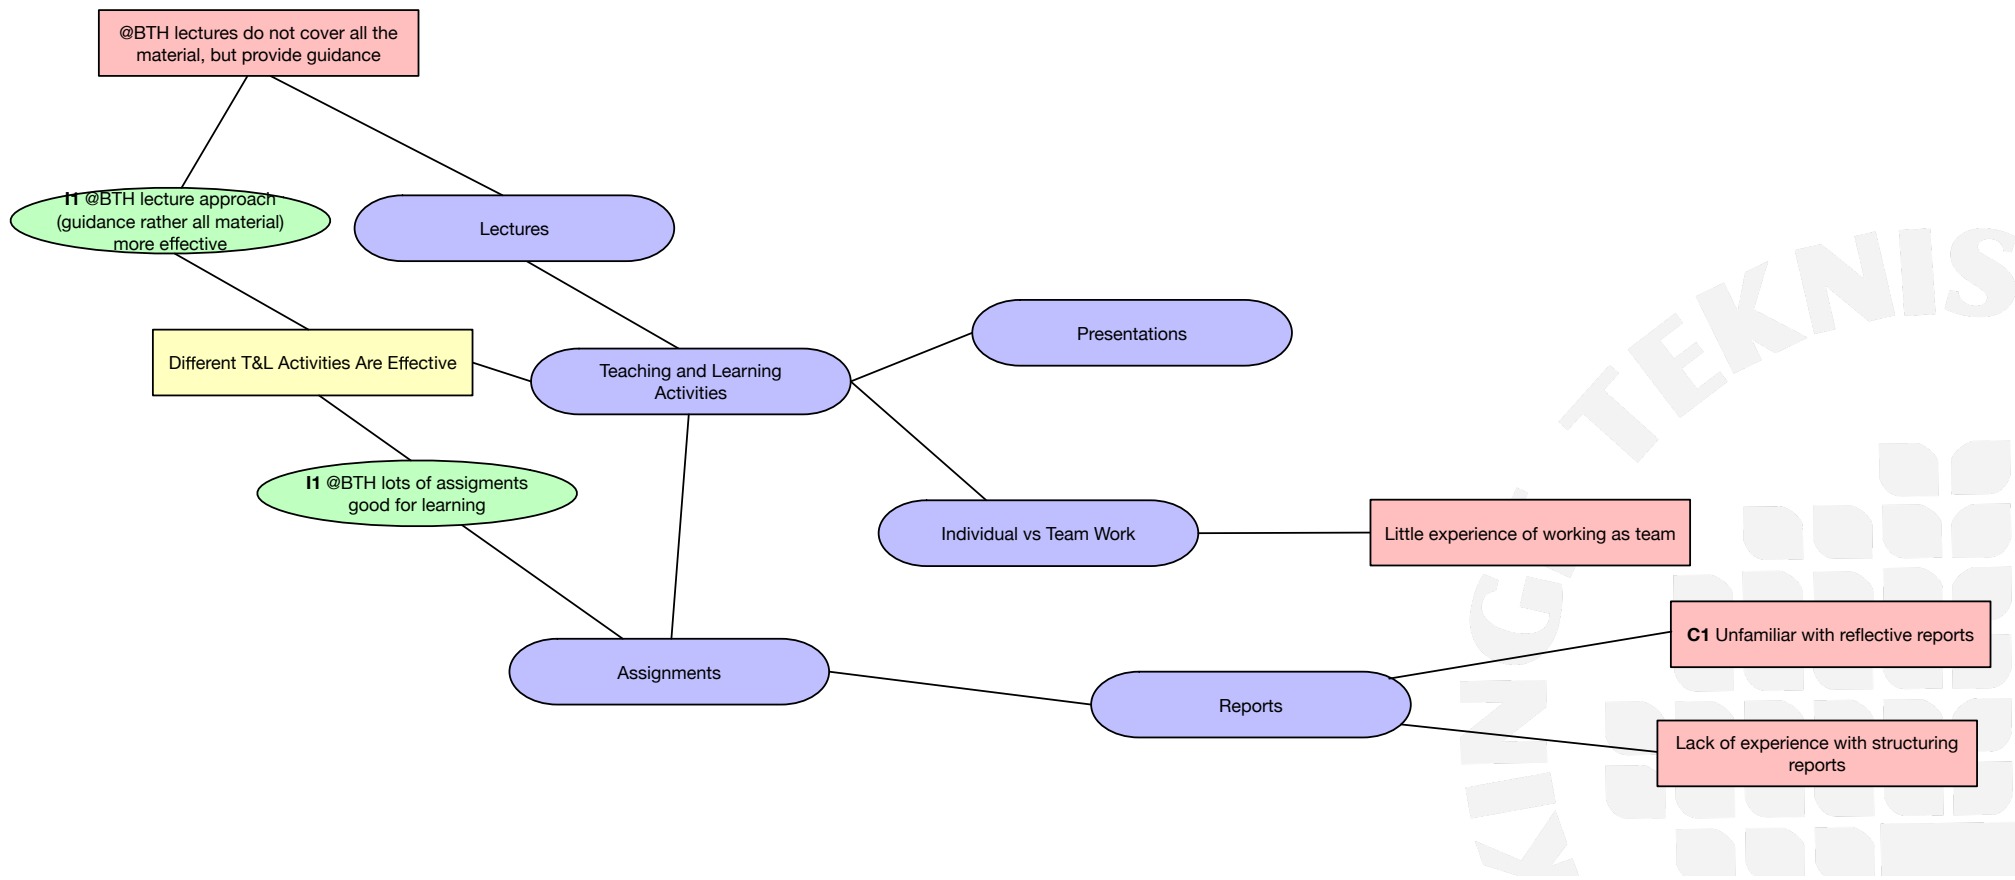 @BTH lectures do not cover all the
material, but provide guidance
I1 @BTH lecture approach
(guidance rather all material)
more effective
Lectures
Presentations
Different T&L Activities Are Effective
Teaching and Learning
Activities
I1 @BTH lots of assigments
good for learning
Individual vs Team Work
Little experience of working as team
C1 Unfamiliar with reflective reports
Assignments
Reports
Lack of experience with structuring
reports
KINGE TEKNIS